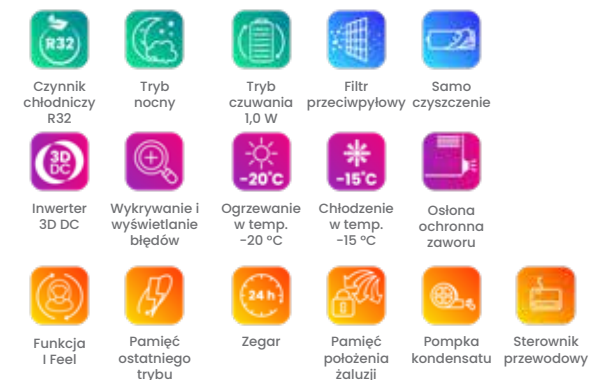 R32
Czynnik
chłodniczy
R32
Tryb
nocny
Tryb
czuwania
1,0 W
Filtr
przeciwpyłowy
Samo
czyszczenie
3D
DC
Inwerter
3D DC
Wykrywanie i
wyświetlanie
błędów
-20°C
Ogrzewanie
w temp.
-20 °C
-15°C
Chłodzenie
w temp.
-15 °C
Osłona
ochronna
zaworu
Funkcja
I Feel
Pamięć
ostatniego
trybu
24 h
Zegar
Pamięć
położenia
żaluzji
Pompka
kondensatu
Sterownik
przewodowy